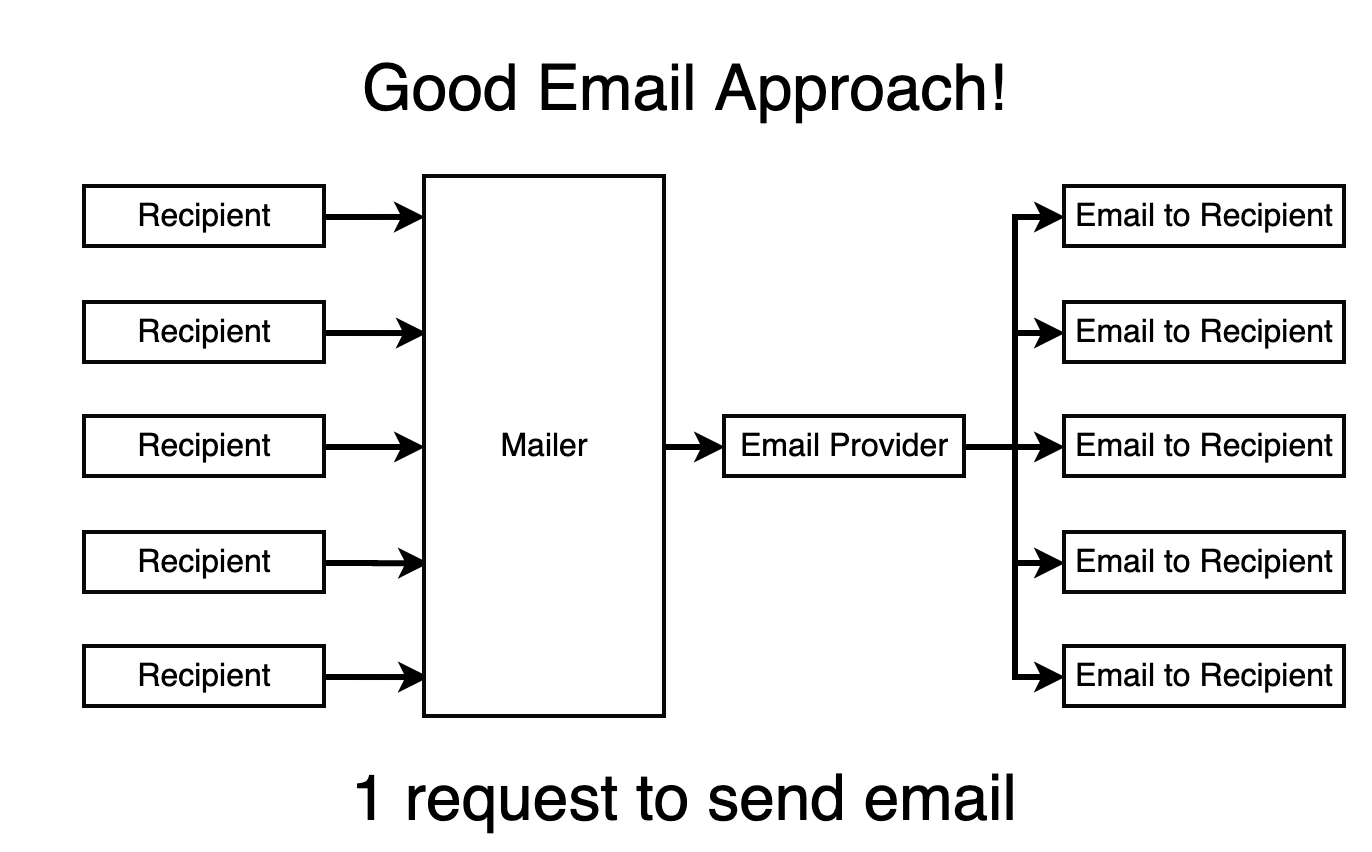 Good Email Approach!
Recipient
Email to Recipient
Recipient
Email to Recipient
Recipient
Mailer
Email Provider
Email to Recipient
Recipient
Email to Recipient
Recipient
Email to Recipient
1 request to send email